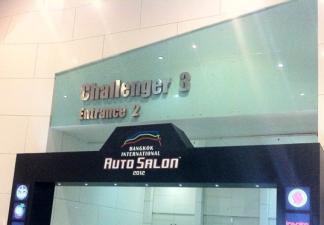 Challenger 3
Entrance 2
BANGKOK
INTERNATIONAL
AUTO SALON
2012